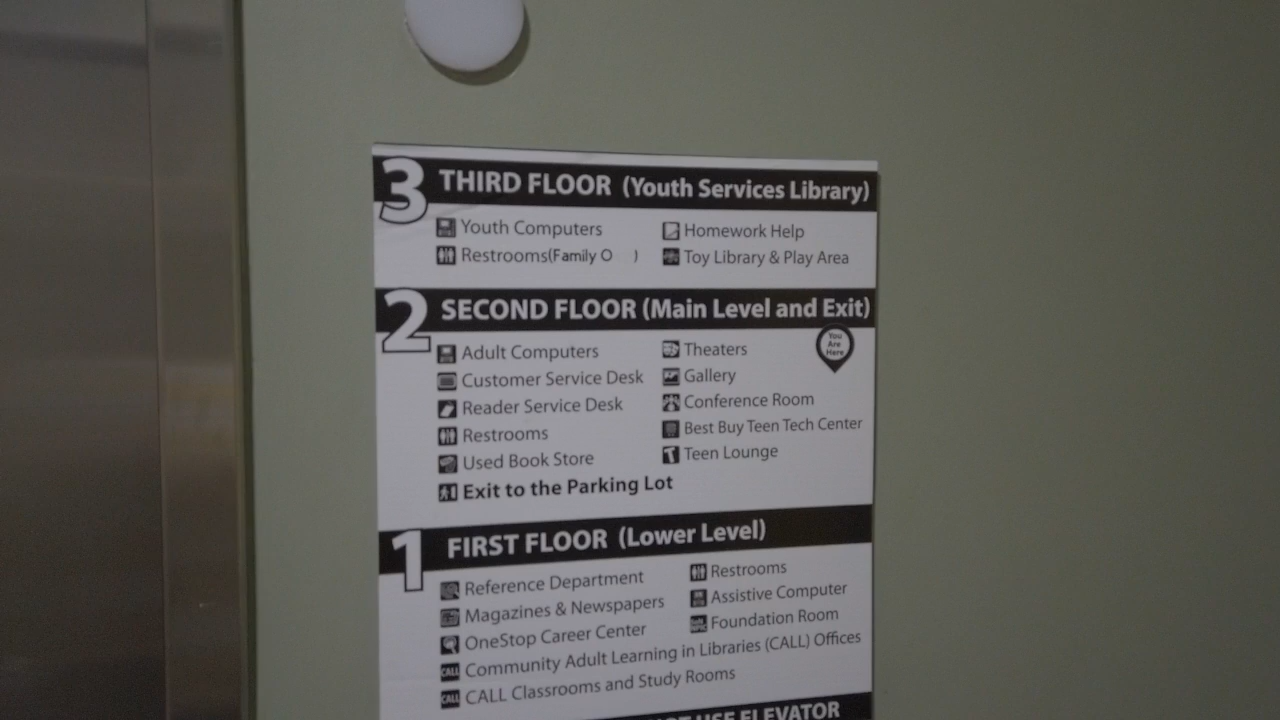 3 THIRD FLOOR (Youth Services Library)
Youth Computers
Restrooms(Family O )
Homework Help
Toy Library & Play Area
2 SECOND FLOOR (Main Level and Exit)
You
Are
Here
Adult Computers
Customer Service Desk
Reader Service Desk
Restrooms
Used Book Store
Exit to the Parking Lot
Theaters
Gallery
Conference Room
Best Buy Teen Tech Center
Teen Lounge
1 FIRST FLOOR (Lower Level)
Reference Department
Magazines & Newspapers
OneStop Career Center
Restrooms
Assistive Computer
Foundation Room
CALL Community Adult Learning in Libraries (CALL) Offices
CALL CALL Classrooms and Study Rooms
USE ELEVATOR